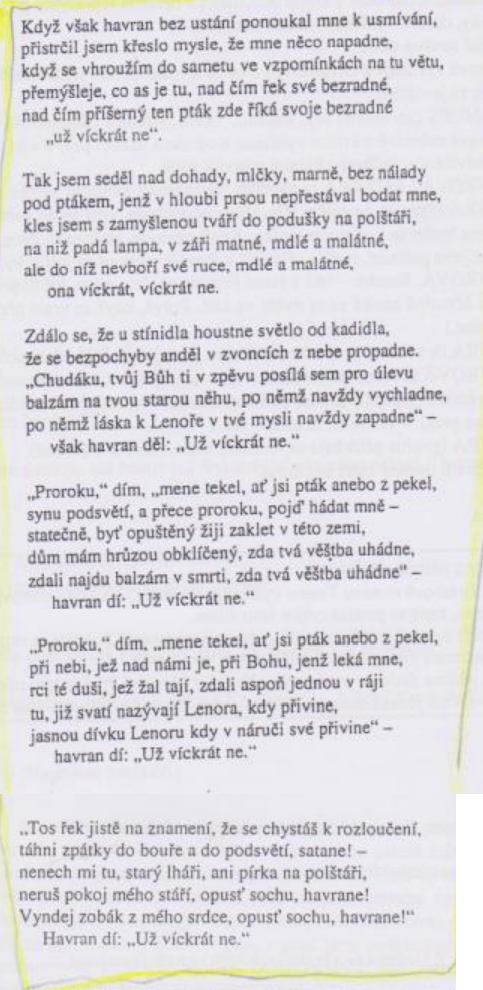 Když však havran bez ustání ponoukal mne k usmívání,
přistrčil jsem křeslo mysle, že mne něco napadne,
když se vhroužím do sametu ve vzpomínkách na tu větu,
přemýšleje, co as je tu, nad čím řek své bezradné,
nad čím příšerný ten pták zde říká svoje bezradné
„už víckrát ne“.
Tak jsem seděl nad dohady, mlčky, marně, bez nálady
pod ptákem, jenž v hloubi prsou nepřestával bodat mne,
kles jsem s zamyšlenou tváří do podušky na polštáři,
na niž padá lampa, v záři matné, mdlé a malátné,
ale do níž nevboří své ruce, mdlé a malátné,
ona víckrát, víckrát ne.
Zdálo se, že u stínidla houstne světlo od kadidla,
že se bezpochyby anděl v zvoncích z nebe propadne.
„Chudáku, tvůj Bůh ti v zpěvu posílá sem pro úlevu
balzám na tvou starou něhu, po němž navždy vychladne,
po němž láska k Lenoře v tvé mysli navždy zapadne“ –
však havran děl: „Už víckrát ne.“
„Proroku,“ dím, „mene tekel, ať jsi pták anebo z pekel,
synu podsvětí, a přece proroku, pojď hádat mně –
statečně, byť opuštěný žiji zaklet v této zemi,
dům mám hrůzou obklíčený, zda tvá věštba uhádne,
zdali najdu balzám v smrti, zda tvá věštba uhádne“ –
havran dí: „Už víckrát ne.“
„Proroku,“ dím, „mene tekel, ať jsi pták anebo z pekel,
při nebi, jež nad námi je, při Bohu, jenž leká mne,
rci té duši, jež žal tají, zdali aspoň jednou v ráji
tu, již svatí nazývají Lenora, kdy přivine,
jasnou dívku Lenoru kdy v náruči své přivine“ –
havran dí: „Už víckrát ne.“
„Tos řek jistě na znamení, že se chystáš k rozloučení,
táhni zpátky do bouře a do podsvětí, satane! –
nenech mi tu, starý lháři, ani pírka na polštáři,
neruš pokoj mého stáří, opusť sochu, havrane!
Vyndej zobák z mého srdce, opusť sochu, havrane!“
Havran dí: „Už víckrát ne.“